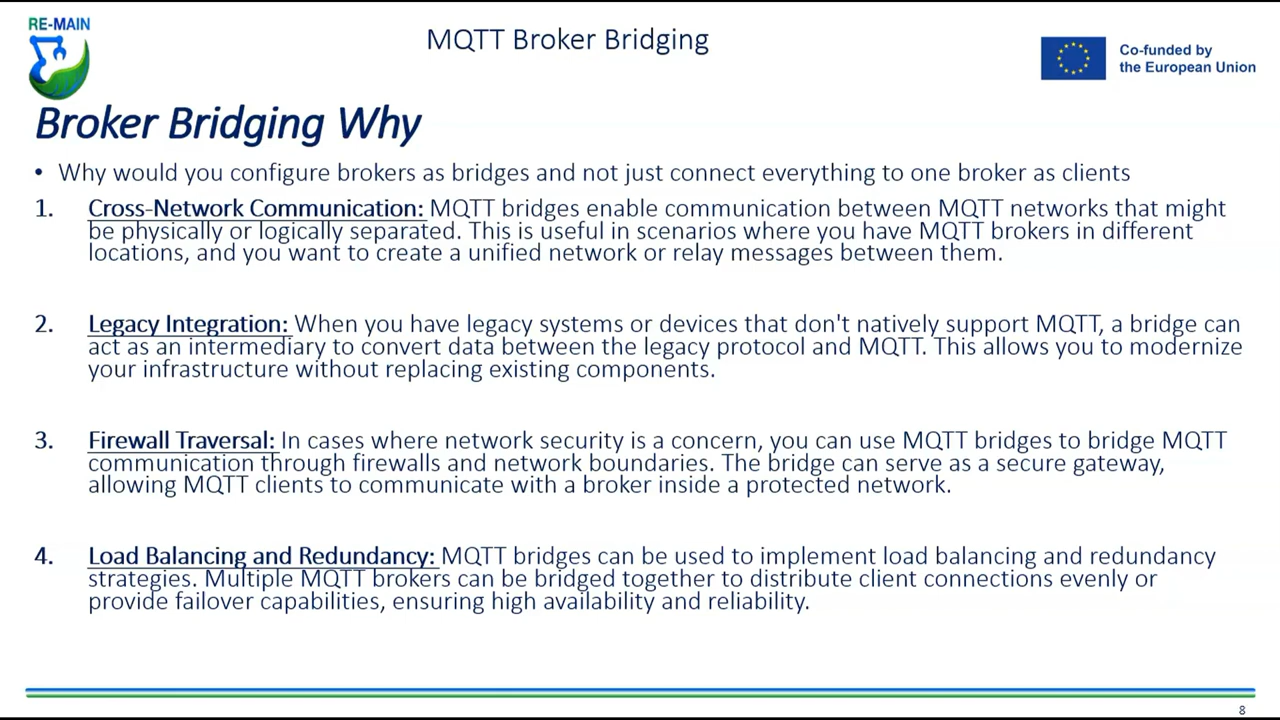 RE-MAIN
MQTT Broker Bridging
Co-funded by
the European Union
Broker Bridging Why
• Why would you configure brokers as bridges and not just connect everything to one broker as clients
1. Cross-Network Communication: MQTT bridges enable communication between MQTT networks that might
be physically or logically separated. This is useful in scenarios where you have MQTT brokers in different
locations, and you want to create a unified network or relay messages between them.
2. Legacy Integration: When you have legacy systems or devices that don't natively support MQTT, a bridge can
act as an intermediary to convert data between the legacy protocol and MQTT. This allows you to modernize
your infrastructure without replacing existing components.
3. Firewall Traversal: In cases where network security is a concern, you can use MQTT bridges to bridge MQTT
communication through firewalls and network boundaries. The bridge can serve as a secure gateway,
allowing MQTT clients to communicate with a broker inside a protected network.
4. Load Balancing and Redundancy: MQTT bridges can be used to implement load balancing and redundancy
strategies. Multiple MQTT brokers can be bridged together to distribute client connections evenly or
provide failover capabilities, ensuring high availability and reliability.
8